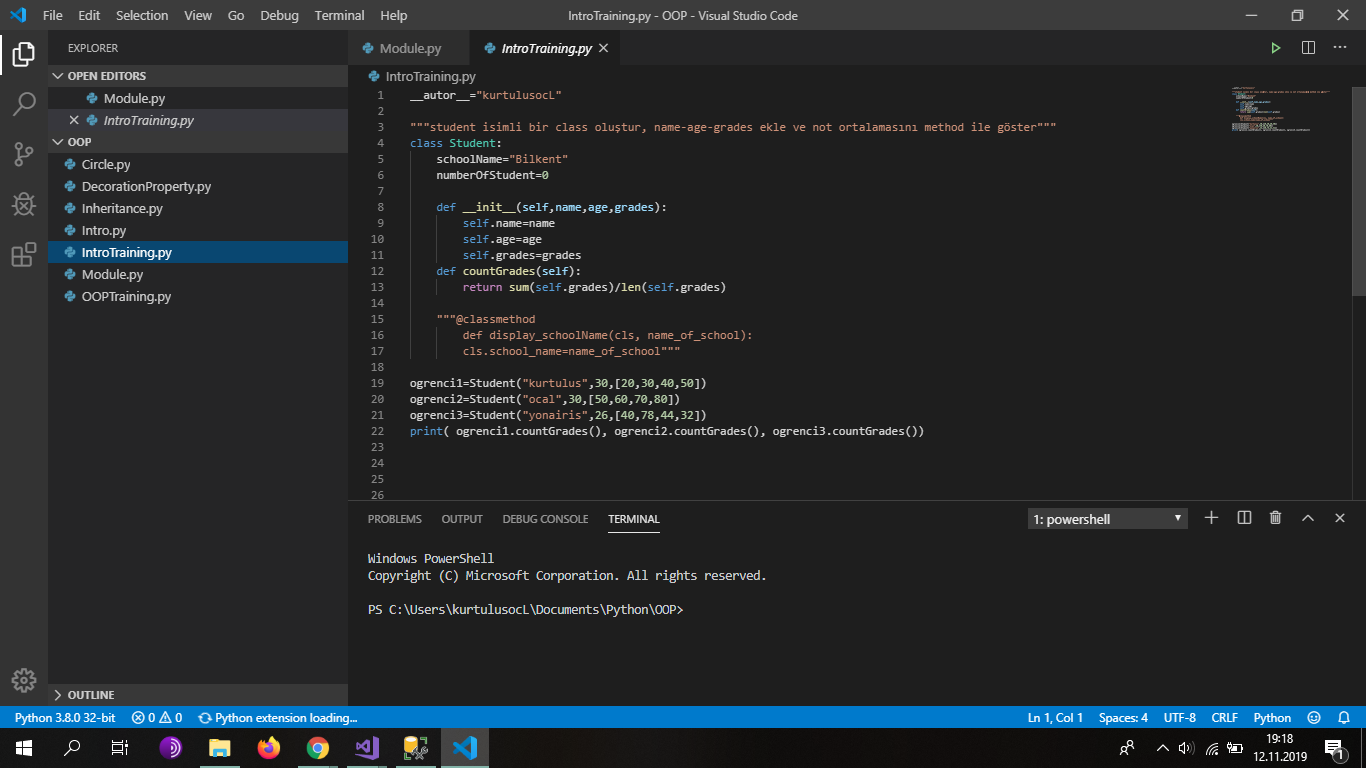 File Edit Selection View Go Debug Terminal Help
IntroTraining.py - OOP - Visual Studio Code
EXPLORER
OPEN EDITORS
Module.py
IntroTraining.py
OOP
Circle.py
DecorationProperty.py
Inheritance.py
Intro.py
IntroTraining.py
Module.py
OOPTraining.py
OUTLINE
Module.py IntroTraining.py
IntroTraining.py
1 __autor__="kurtulusocL"
2
3 """student isimli bir class oluştur, name-age-grades ekle ve not ortalamasını method ile göster"""
4 class Student:
5 schoolName="Bilkent"
6 numberOfStudent=0
7
8 def __init__(self,name,age,grades):
9 self.name=name
10 self.age=age
11 self.grades=grades
12 def countGrades(self):
13 return sum(self.grades)/len(self.grades)
14
15 """@classmethod
16 def display_schoolName(cls, name_of_school):
17 cls.school_name=name_of_school"""
18
19 ogrenci1=Student("kurtulus",30,[20,30,40,50])
20 ogrenci2=Student("ocal",30,[50,60,70,80])
21 ogrenci3=Student("yonairis",26,[40,78,44,32])
22 print( ogrenci1.countGrades(), ogrenci2.countGrades(), ogrenci3.countGrades())
23
24
25
26
PROBLEMS OUTPUT DEBUG CONSOLE TERMINAL
1: powershell
Windows PowerShell
Copyright (C) Microsoft Corporation. All rights reserved.
PS C:\Users\kurtulusocL\Documents\Python\OOP>
Python 3.8.0 32-bit 0 0 Python extension loading...
Ln 1, Col 1 Spaces: 4 UTF-8 CRLF Python
19:18
12.11.2019
1